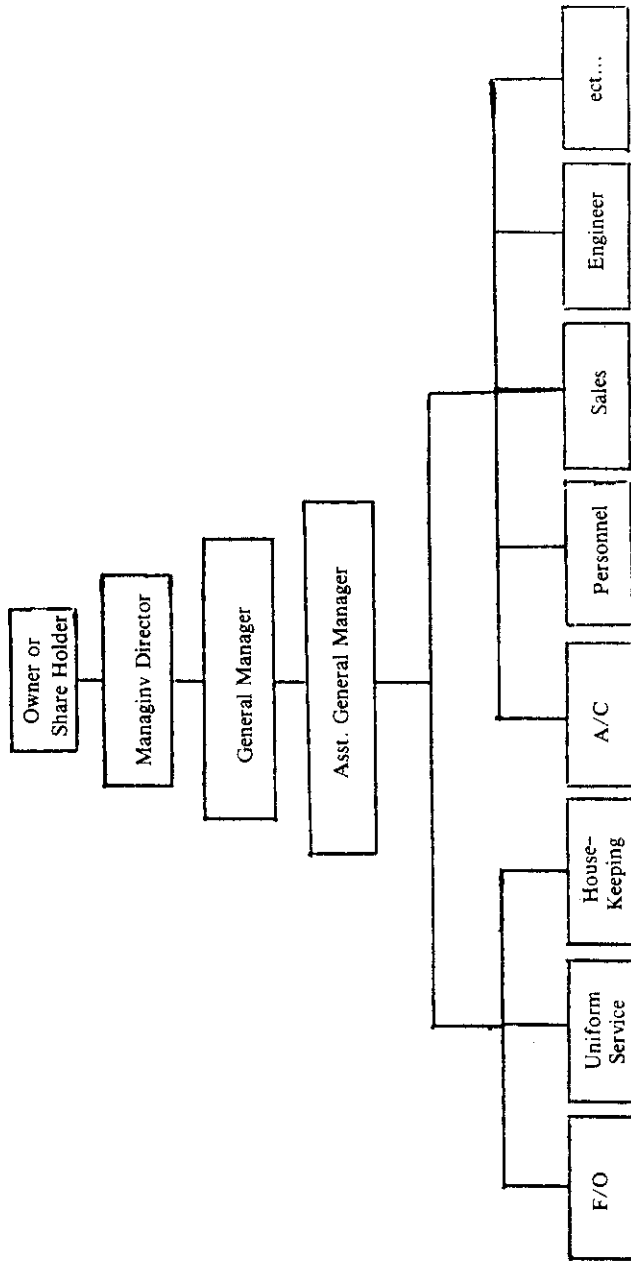 Owner or
Share Holder
Managinv Director
General Manager
Asst. General Manager
F/O
Uniform
Service
House-
Keeping
A/C
Personnel
Sales
Engineer
ect...